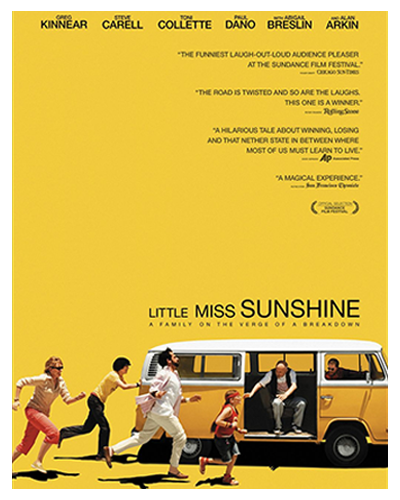 GREG STEVE TONI PAUL WITH ABIGAIL AND ALAN
KINNEAR CARELL COLLETTE DANO BRESLIN ARKIN
"THE FUNNIEST LAUGH-OUT-LOUD AUDIENCE PLEASER
AT THE SUNDANCE FILM FESTIVAL."
CHICAGO SUN-TIMES
"THE ROAD IS TWISTED AND SO ARE THE LAUGHS.
THIS ONE IS A WINNER."
Rolling Stone
"A HILARIOUS TALE ABOUT WINNING, LOSING
AND THAT NETHER STATE IN BETWEEN WHERE
MOST OF US MUST LEARN TO LIVE."
AP Associated Press
"A MAGICAL EXPERIENCE."
San Francisco Chronicle
OFFICIAL SELECTION
SUNDANCE
FILM FESTIVAL
LITTLE MISS SUNSHINE
A FAMILY ON THE VERGE OF A BREAKDOWN